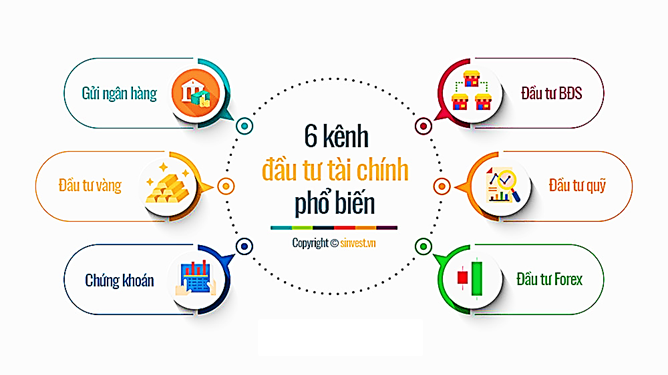 6 kênh
đầu tư tài chính
phổ biến
Copyright © sinvest.vn
Gửi ngân hàng
Đầu tư vàng
Chứng khoán
Đầu tư BĐS
Đầu tư quỹ
Đầu tư Forex